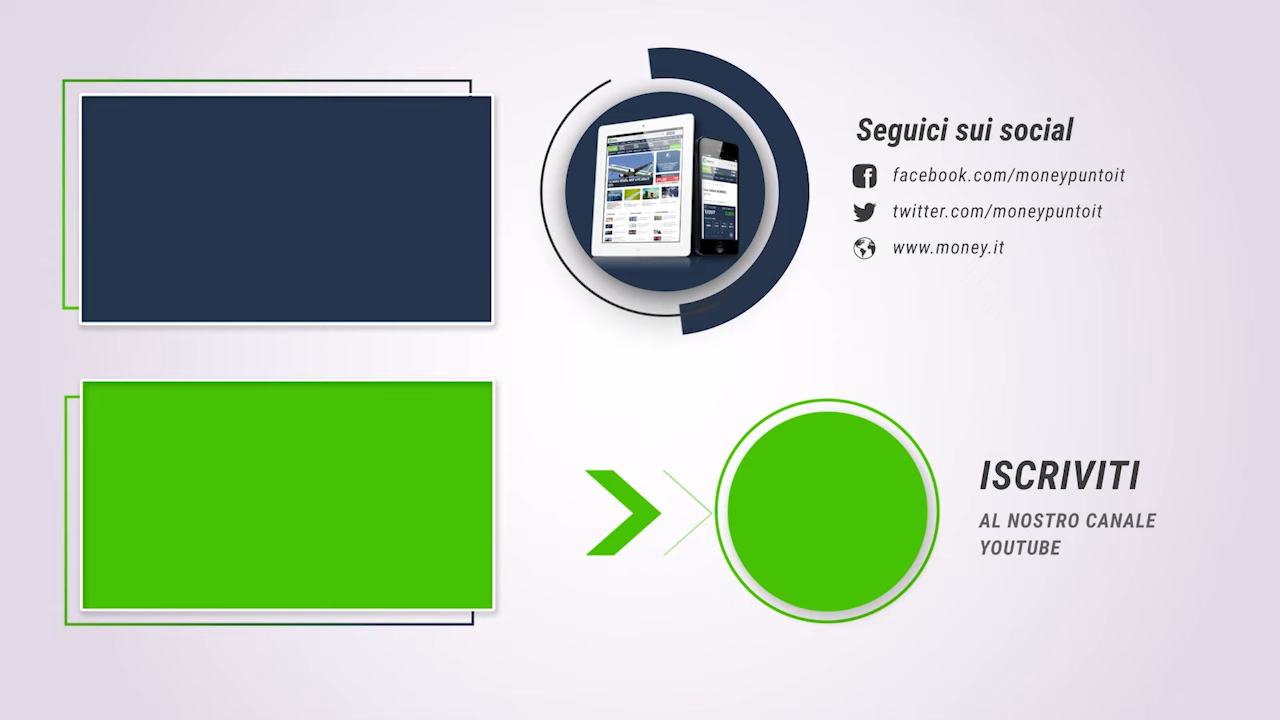 Seguici sui social
facebook.com/moneypuntoit
twitter.com/moneypuntoit
www.money.it
ISCRIVITI
AL NOSTRO CANALE
YOUTUBE